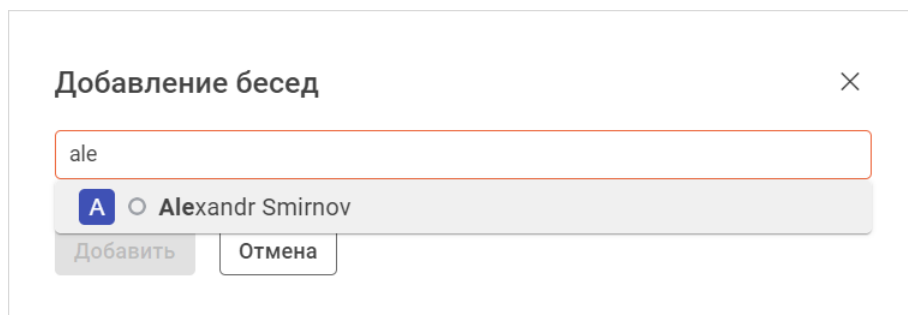 Добавление бесед
ale
A Alexandr Smirnov
Добавить Отмена